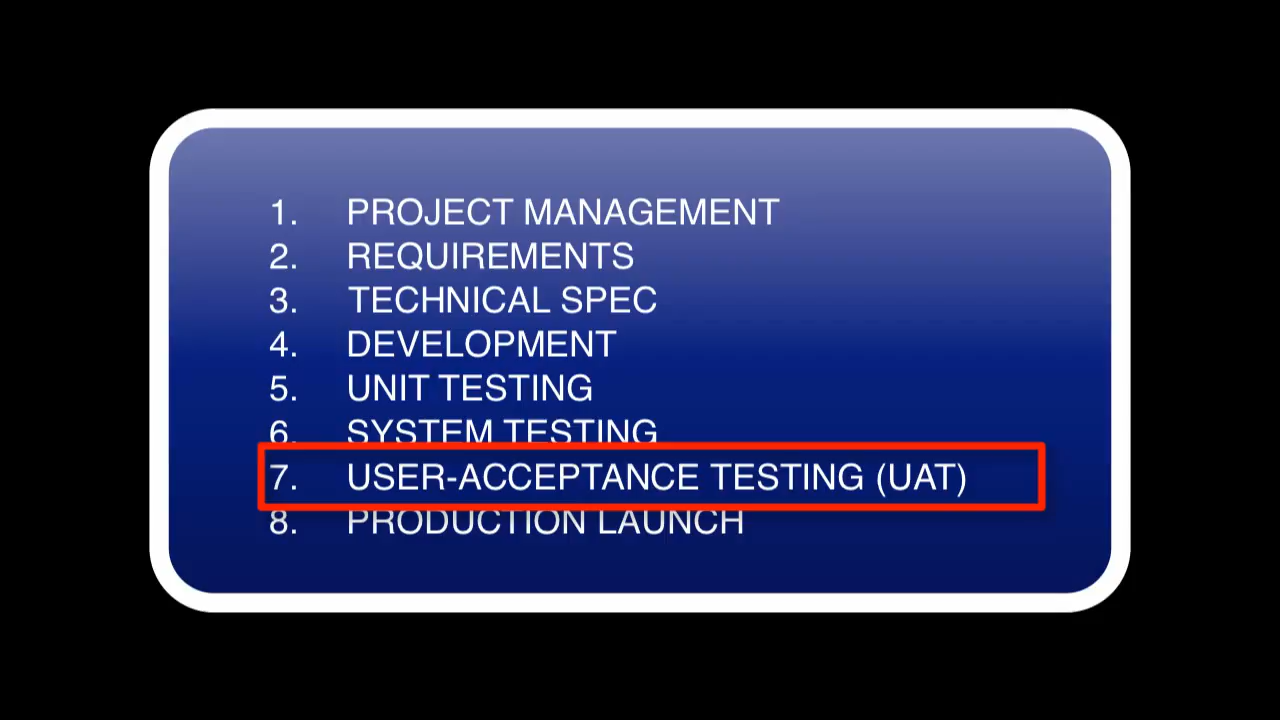 1. PROJECT MANAGEMENT
2. REQUIREMENTS
3. TECHNICAL SPEC
4. DEVELOPMENT
5. UNIT TESTING
6. SYSTEM TESTING
7. USER-ACCEPTANCE TESTING (UAT)
8. PRODUCTION LAUNCH